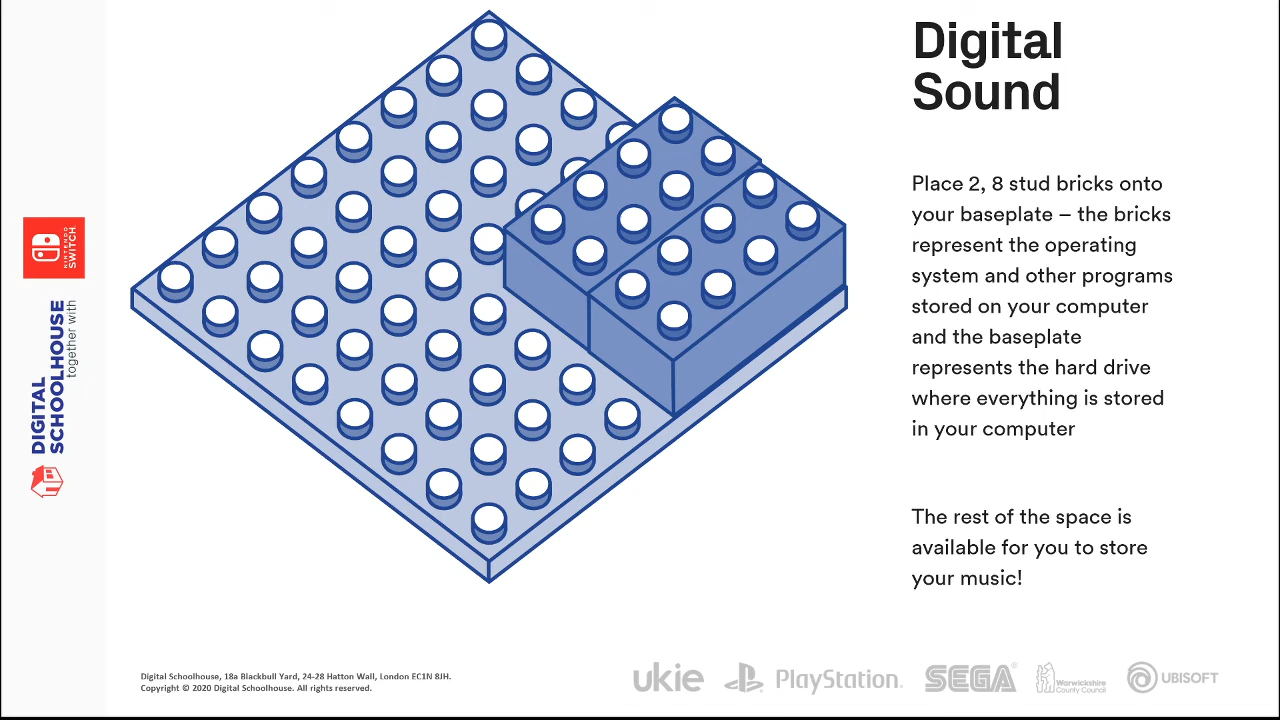 Digital
Sound
Place 2, 8 stud bricks onto
your baseplate – the bricks
represent the operating
system and other programs
stored on your computer
and the baseplate
represents the hard drive
where everything is stored
in your computer
The rest of the space is
available for you to store
your music!
NINTENDO
SWITCH
DIGITAL
SCHOOLHOUSE
together with
Digital Schoolhouse, 18a Blackbull Yard, 24-28 Hatton Wall, London EC1N 8JH.
Copyright © 2020 Digital Schoolhouse. All rights reserved
ukie
PlayStation
SEGA
Warwickshire
County Council
UBISOFT